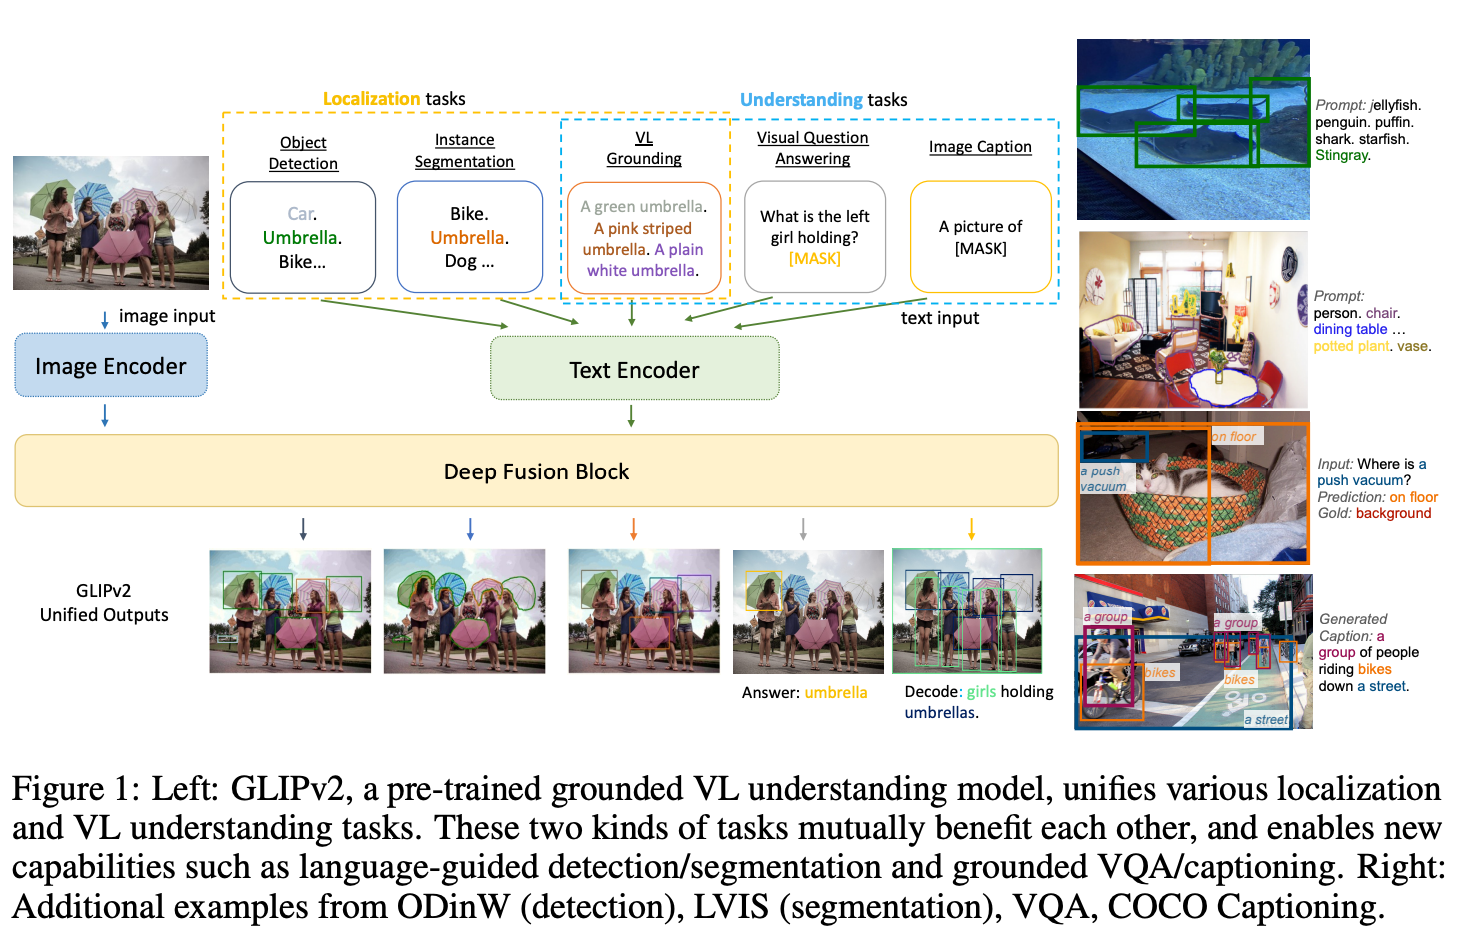 Localization tasks
Understanding tasks
Object
Detection
Instance
Segmentation
VL
Grounding
Visual Question
Answering
Image Caption
Car.
Umbrella.
Bike...
Bike.
Umbrella.
Dog ...
A green umbrella.
A pink striped
umbrella. A plain
white umbrella.
What is the left
girl holding?
[MASK]
A picture of
[MASK]
image input
text input
Image Encoder
Text Encoder
Deep Fusion Block
GLIPv2
Unified Outputs
Answer: umbrella
Decode: girls holding
umbrellas.
Prompt: jellyfish.
penguin. puffin.
shark. starfish.
Stingray.
Prompt:
person. chair.
dining table ...
potted plant. vase.
on floor
a push
vacuum
Input: Where is a
push vacuum?
Prediction: on floor
Gold: background
a group
a group
bikes
bikes
a street
Generated
Caption: a
group of people
riding bikes
down a street.
Figure 1: Left: GLIPv2, a pre-trained grounded VL understanding model, unifies various localization
and VL understanding tasks. These two kinds of tasks mutually benefit each other, and enables new
capabilities such as language-guided detection/segmentation and grounded VQA/captioning. Right:
Additional examples from ODinW (detection), LVIS (segmentation), VQA, COCO Captioning.